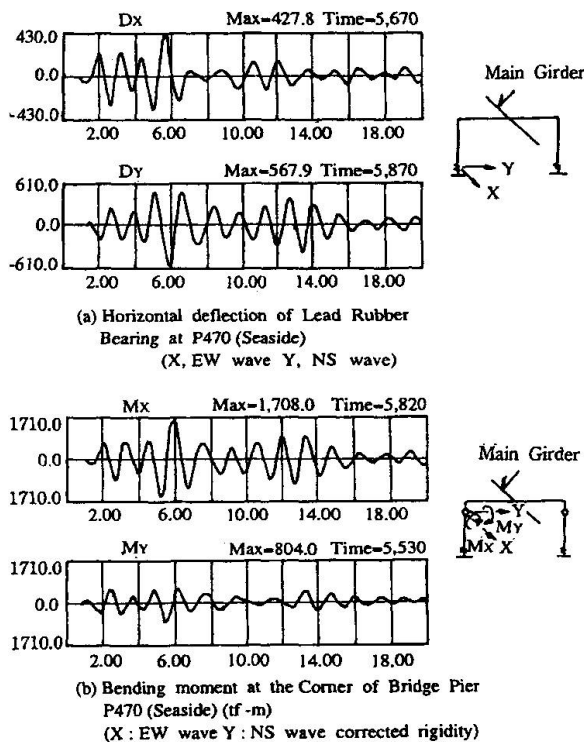 Dx Max=427.8 Time=5,670
430.0
0.0
-430.0
2.00 6.00 10.00 14.00 18.00
Main Girder
Y
X
Dy Max=567.9 Time=5,870
610.0
0.0
-610.0
2.00 6.00 10.00 14.00 18.00
(a) Horizontal deflection of Lead Rubber
Bearing at P470 (Seaside)
(X, EW wave Y, NS wave)
Mx Max=1,708.0 Time=5,820
1710.0
0.0
1710.0
2.00 6.00 10.00 14.00 18.00
Main Girder
Y
My
Mx X
My Max=804.0 Time=5,530
1710.0
0.0
1710.0
2.00 6.00 10.00 14.00 18.00
(b) Bending moment at the Corner of Bridge Pier
P470 (Seaside) (tf-m)
(X : EW wave Y : NS wave corrected rigidity)